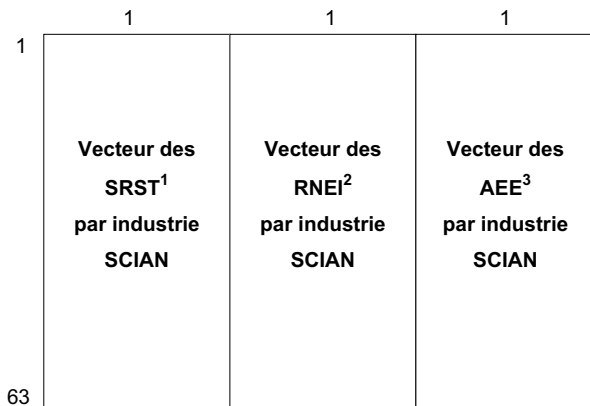 1 1 1
1
Vecteur des
SRST1
par industrie
SCIAN
Vecteur des
RNEI2
par industrie
SCIAN
Vecteur des
AEE3
par industrie
SCIAN
63